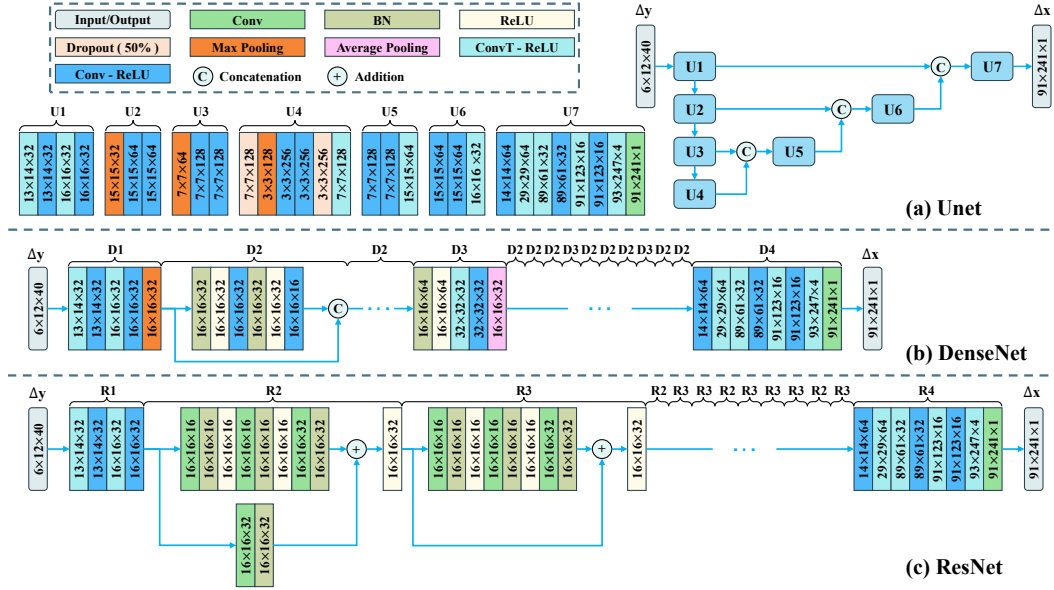 Input/Output Conv BN ReLU
Dropout ( 50% ) Max Pooling Average Pooling ConvT - ReLU
Conv - ReLU C Concatenation + Addition
U1 U2 U3 U4 U5 U6 U7
13×14×32 13×14×32 16×16×32 16×16×32
15×15×32 15×15×64 15×15×64
7×7×64 7×7×128 7×7×128
7×7×128 3×3×128 3×3×256 3×3×256 3×3×256 7×7×128
7×7×128 7×7×128 15×15×64
15×15×64 15×15×64 16×16 ×32
14×14×64 29×29×64 89×61×32 89×61×32 91×123×16 91×123×16 93×247×4 91×241×1
Δy Δx
6×12×40 U1 C U7 91×241×1
U2 C U6
U3 C U5
U4
(a) Unet
Δy D1 D2 D2 D3 D2 D2 D2 D3 D2 D2 D2 D3 D2 D2 D4 Δx
6×12×40
13×14×32 13×14×32 16×16×32 16×16×32 16×16×32
16×16×32 16×16×32 16×16×32 16×16×32 16×16×32 16×16×16
C ...
16×16×64 16×16×64 32×32×32 32×32×32 16×16×32
...
14×14×64 29×29×64 89×61×32 89×61×32 91×123×16 91×123×16 93×247×4 91×241×1
91×241×1
(b) DenseNet
Δy R1 R2 R3 R2 R3 R3 R2 R3 R3 R3 R2 R3 R4 Δx
6×12×40
13×14×32 13×14×32 16×16×32 16×16×32
16×16×16 16×16×16 16×16×16 16×16×16 16×16×16 16×16×16 16×16×32 16×16×32
+
16×16×32
16×16×16 16×16×16 16×16×16 16×16×16 16×16×16 16×16×16 16×16×32 16×16×32
+
16×16×32
...
14×14×64 29×29×64 89×61×32 89×61×32 91×123×16 91×123×16 93×247×4 91×241×1
91×241×1
16×16×32 16×16×32
(c) ResNet